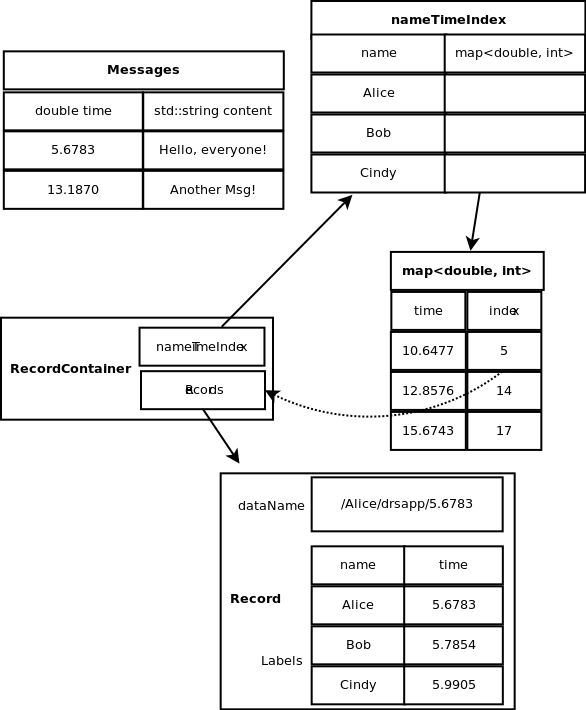 nameTimeIndex
name map<double, int>
Alice
Bob
Cindy
Messages
double time std::string content
5.6783 Hello, everyone!
13.1870 Another Msg!
map<double, int>
time index
10.6477 5
12.8576 14
15.6743 17
RecordContainer
nameTimeIndex
Records
dataName /Alice/drsapp/5.6783
Record
Labels
name time
Alice 5.6783
Bob 5.7854
Cindy 5.9905